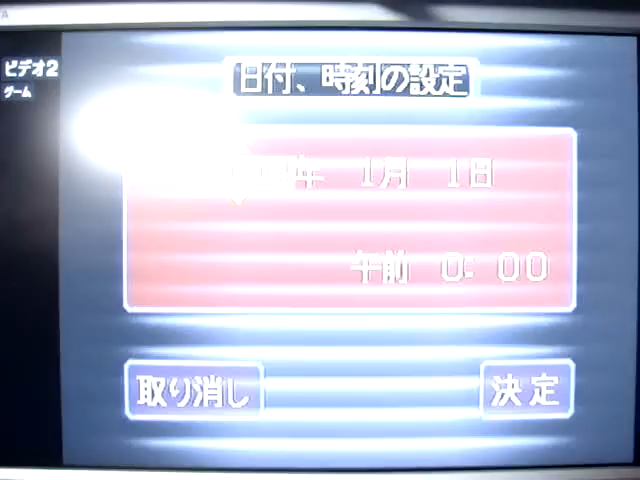 ビデオ2
ゲーム
日付、時刻の設定
年 1月 1日
午前 0:00
取り消し
決定